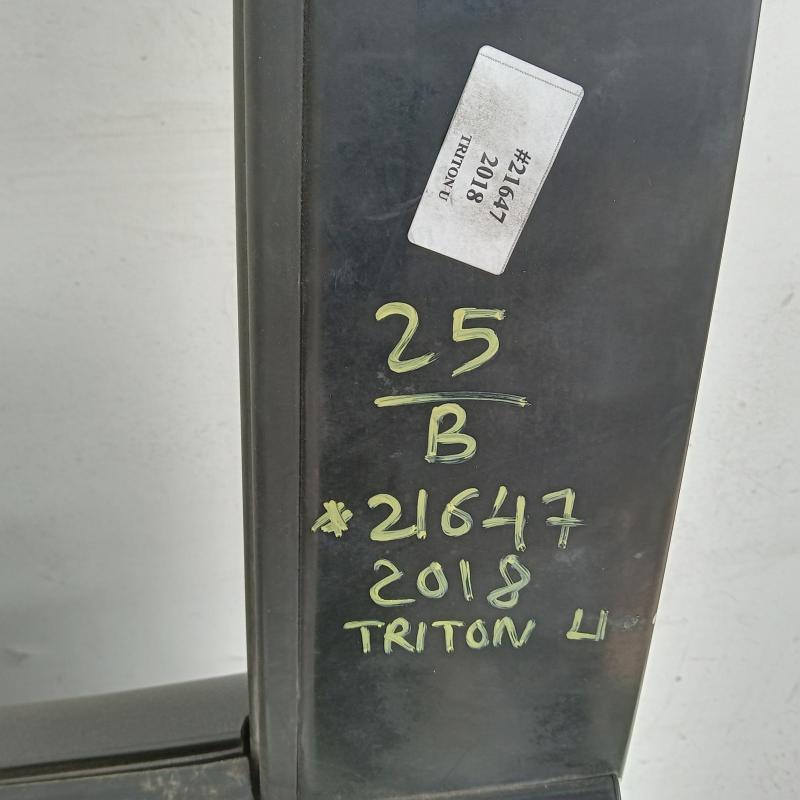 #21647
2018
TRITON U
25
B
*21647
2018
TRITON U